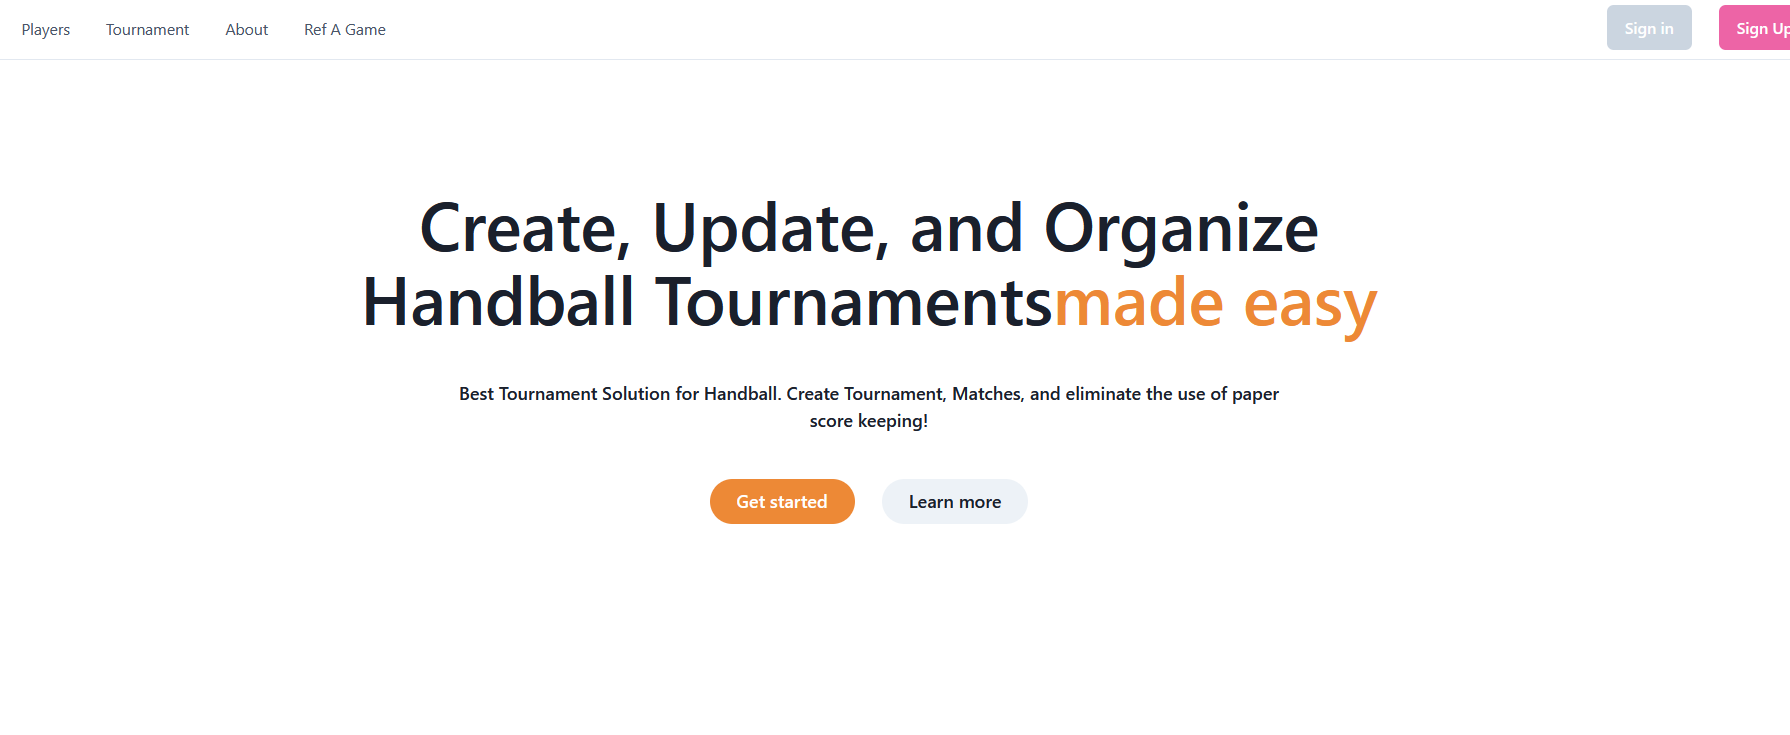 Players Tournament About Ref A Game Sign in Sign Up
Create, Update, and Organize
Handball Tournamentsmade easy
Best Tournament Solution for Handball. Create Tournament, Matches, and eliminate the use of paper
score keeping!
Get started Learn more